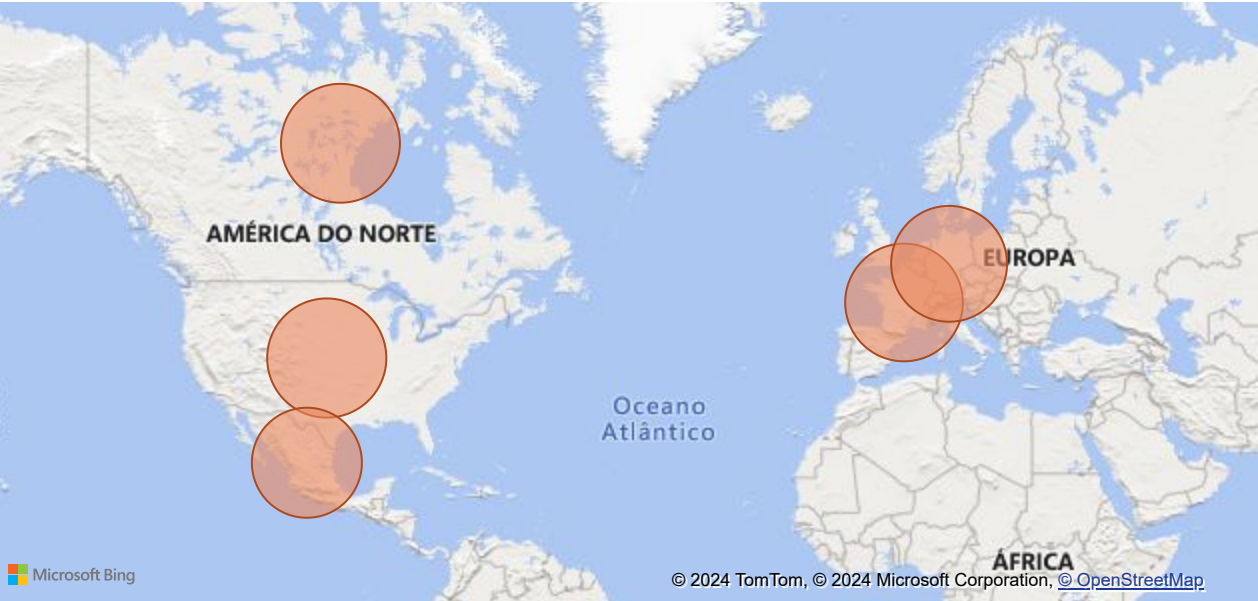 AMÉRICA DO NORTE
EUROPA
Oceano
Atlântico
ÁFRICA
Microsoft Bing
© 2024 TomTom, © 2024 Microsoft Corporation, © OpenStreetMap